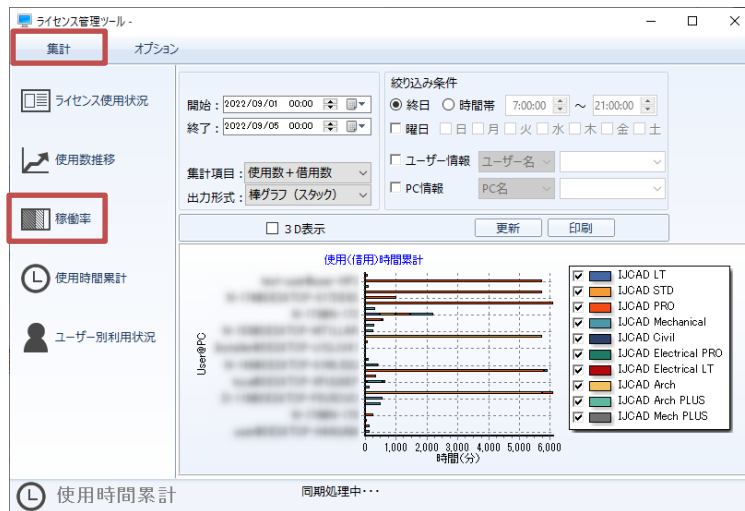 ライセンス管理ツール -
集計 オプション
ライセンス使用状況
使用数推移
稼働率
使用時間累計
ユーザー別利用状況
開始: 2022/09/01 00:00
終了: 2022/09/05 00:00
集計項目: 使用数+借用数
出力形式: 棒グラフ (スタック)
絞り込み条件
終日 時間帯 7:00:00 ~ 21:00:00
曜日 日 月 火 水 木 金 土
ユーザー情報 ユーザー名
PC情報 PC名
3D表示 更新 印刷
使用(借用)時間累計
User@PC
0 1,000 2,000 3,000 4,000 5,000 6,000
時間(分)
IJCAD LT
IJCAD STD
IJCAD PRO
IJCAD Mechanical
IJCAD Civil
IJCAD Electrical PRO
IJCAD Electrical LT
IJCAD Arch
IJCAD Arch PLUS
IJCAD Mech PLUS
使用時間累計 同期処理中・・・